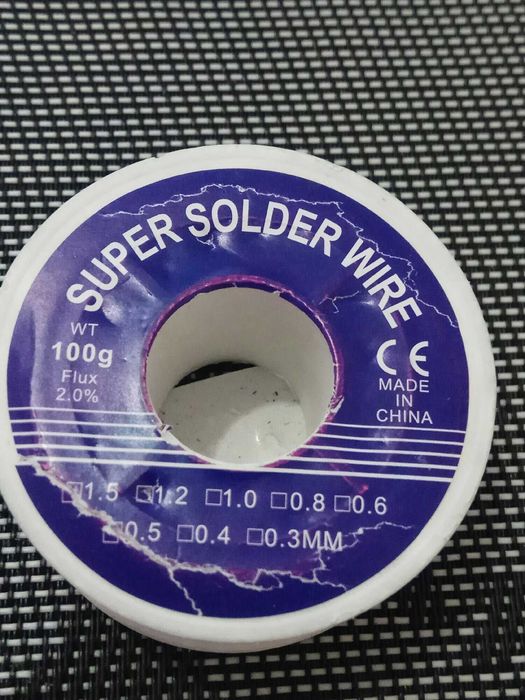 SUPER SOLDER WIRE
WT
100g
Flux
2.0%
CE
MADE
IN
CHINA
□1.5 □1.2 □1.0 □0.8 □0.6
□0.5 □0.4 □0.3MM